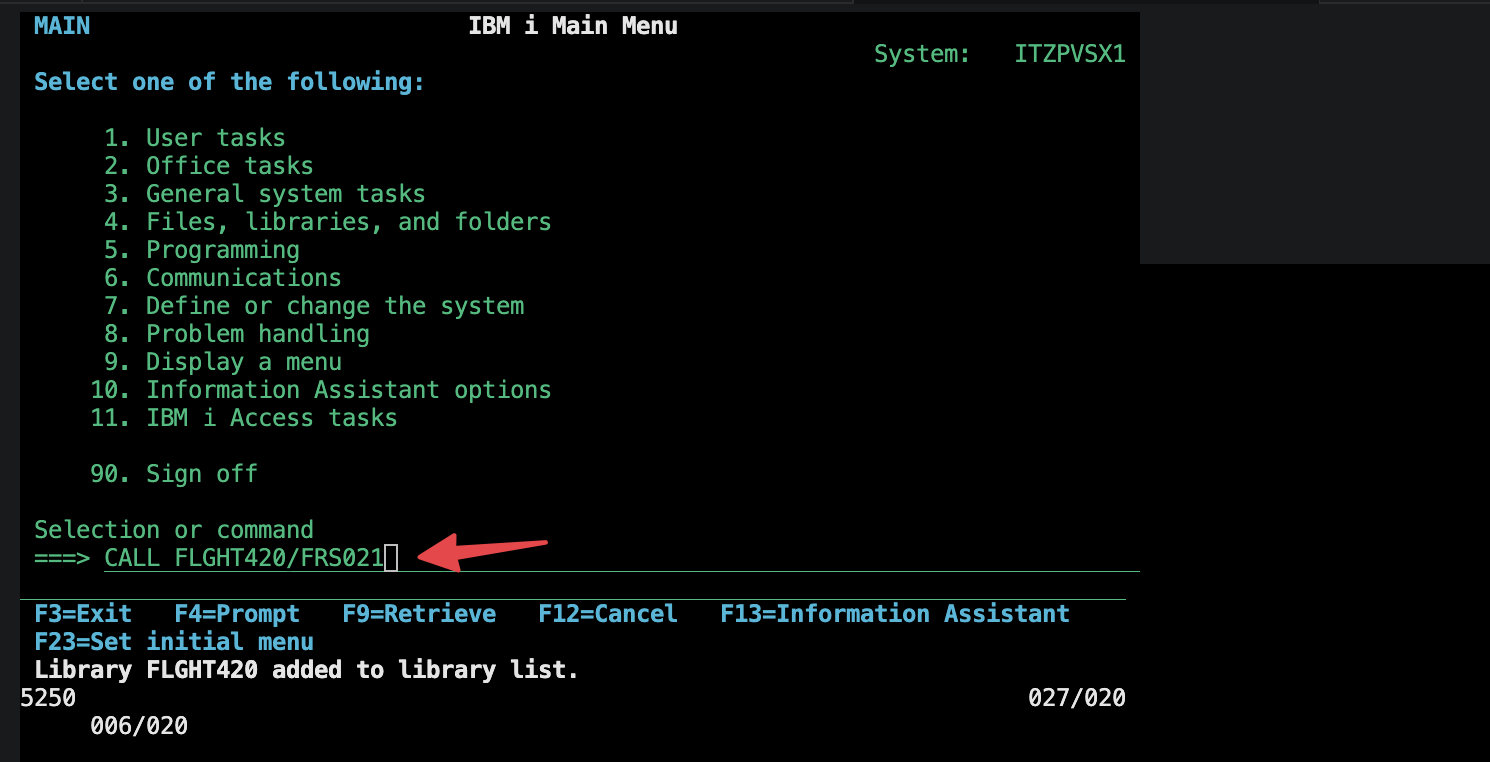 MAIN IBM i Main Menu
System: ITZPVSX1
Select one of the following:
1. User tasks
2. Office tasks
3. General system tasks
4. Files, libraries, and folders
5. Programming
6. Communications
7. Define or change the system
8. Problem handling
9. Display a menu
10. Information Assistant options
11. IBM i Access tasks
90. Sign off
Selection or command
===> CALL FLGHT420/FRS021
F3=Exit F4=Prompt F9=Retrieve F12=Cancel F13=Information Assistant
F23=Set initial menu
Library FLGHT420 added to library list.
5250 027/020
006/020